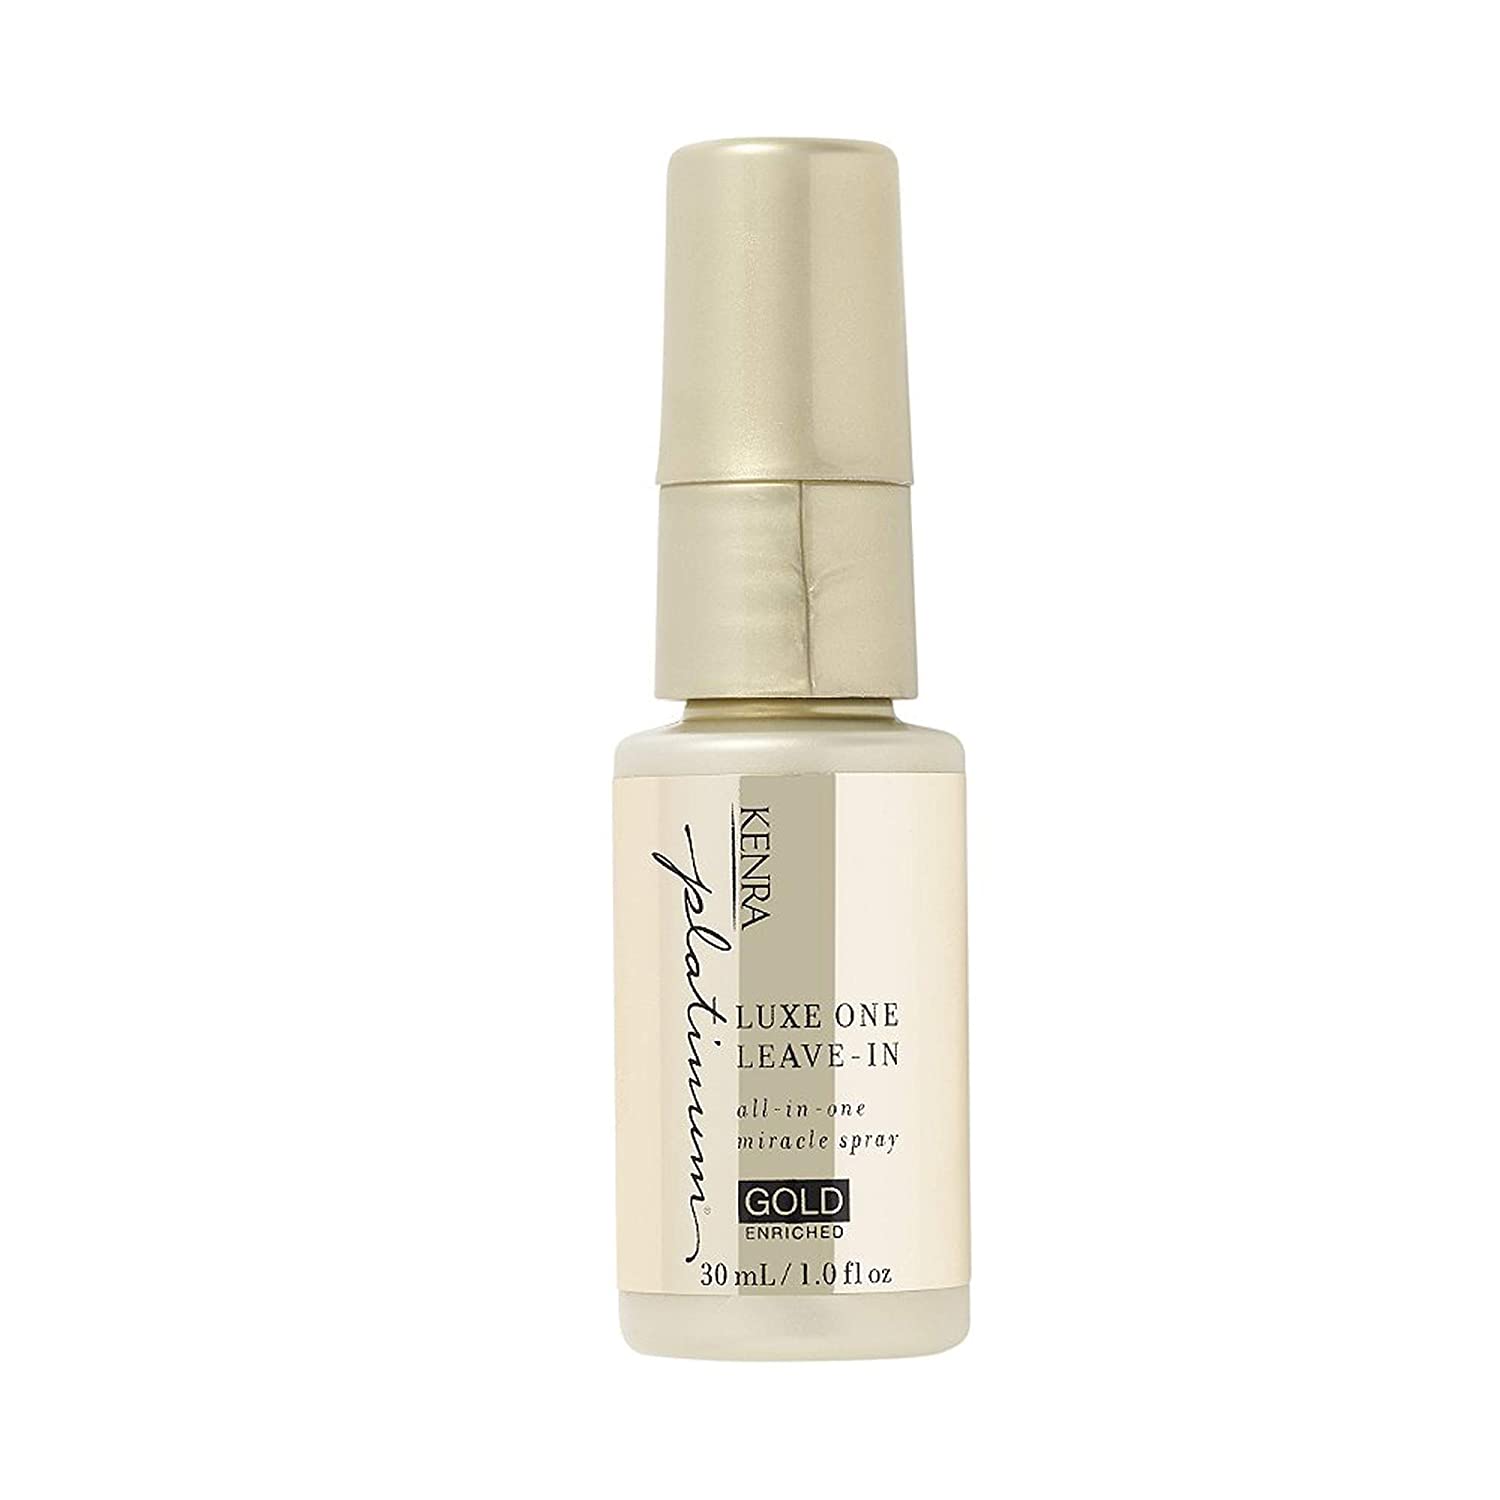 KENRA
platinum®
LUXE ONE
LEAVE-IN
all-in-one
miracle spray
GOLD
ENRICHED
30 mL / 1.0 fl oz